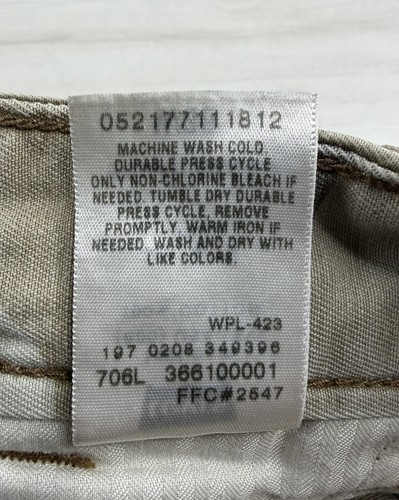 052177111812
MACHINE WASH COLD
DURABLE PRESS CYCLE
ONLY NON-CHLORINE BLEACH IF
NEEDED. TUMBLE DRY DURABLE
PRESS CYCLE, REMOVE
PROMPTLY. WARM IRON IF
NEEDED. WASH AND DRY WITH
LIKE COLORS.
WPL-423
197 0208 349396
706L 366100001
FFC#2547